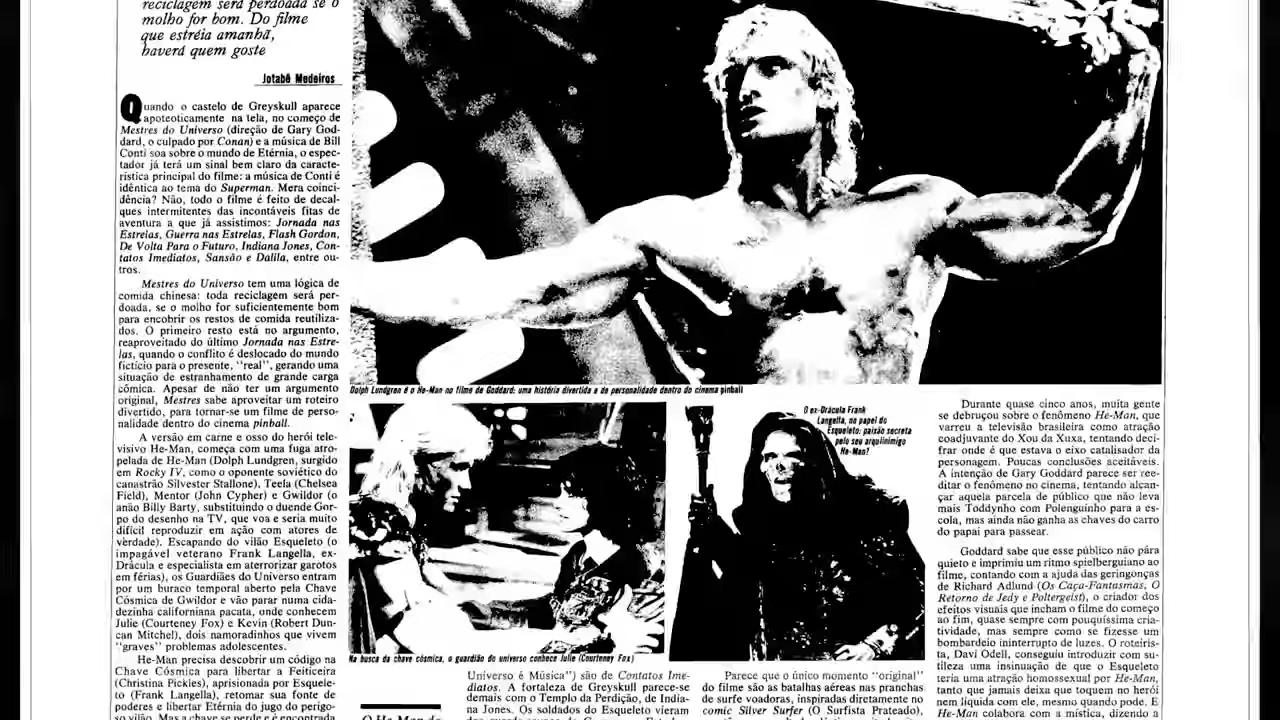 reciclagem será perdoada se o
molho for bom. Do filme
que estréia amanhã,
haverá quem goste
Jotabê Medeiros
Quando o castelo de Greyskull aparece
apoteoticamente na tela, no começo de
Mestres do Universo (direção de Gary God-
dard, o culpado por Conan) e a música de Bill
Conti soa sobre o mundo de Etérnia, o espec-
tador já terá um sinal bem claro da caracte-
rística principal do filme: a música de Conti é
idêntica ao tema do Superman. Mera coinci-
dência? Não, todo o filme é feito de decal-
ques intermitentes das incontáveis fitas de
aventura a que já assistimos: Jornada nas
Estrelas, Guerra nas Estrelas, Flash Gordon,
De Volta Para o Futuro, Indiana Jones, Con-
tatos Imediatos, Sansão e Dalila, entre ou-
tros.
Mestres do Universo tem uma lógica de
comida chinesa: toda reciclagem será per-
doada, se o molho for suficientemente bom
para encobrir os restos de comida reutiliza-
dos. O primeiro resto está no argumento,
reaproveitado do último Jornada nas Estre-
las, quando o conflito é deslocado do mundo
fictício para o presente, "real", gerando uma
situação de estranhamento de grande carga
cômica. Apesar de não ter um argumento
original, Mestres sabe aproveitar um roteiro
divertido, para tornar-se um filme de perso-
nalidade dentro do cinema pinball.
A versão em carne e osso do herói tele-
visivo He-Man, começa com uma fuga atro-
pelada de He-Man (Dolph Lundgren, surgido
em Rocky IV, como o oponente soviético do
canastrão Silvester Stallone), Teela (Chelsea
Field), Mentor (John Cypher) e Gwildor (o
anão Billy Barty, substituindo o duende Gor-
po do desenho na TV, que voa e seria muito
difícil reproduzir em ação com atores de
verdade). Escapando do vilão Esqueleto (o
impagável veterano Frank Langella, ex-
Drácula e especialista em aterrorizar garotos
em férias), os Guardiães do Universo entram
por um buraco temporal aberto pela Chave
Cósmica de Gwildor e vão parar numa cida-
dezinha californiana pacata, onde conhecem
Julie (Courteney Fox) e Kevin (Robert Dun-
can Mitchel), dois namoradinhos que vivem
"graves" problemas adolescentes.
He-Man precisa descobrir um código na
Chave Cósmica para libertar a Feiticeira
(Christina Pickles), aprisionada por Esquele-
to (Frank Langella), retomar sua fonte de
poderes e libertar Etérnia do jugo do perigo-
so vilão. Mas a chave se perde e é encontrada
Dolph Lundgren é o He-Man no filme de Goddard: uma história divertida e de personalidade dentro do cinema pinball
Na busca da chave cósmica, o guardião do universo conhece Julie (Courteney Fox)
O ex-Drácula Frank
Langella, no papel do
Esqueleto: paixão secreta
pelo seu arquiinimigo
He-Man?
O He-Man do
Universo é Música") são de Contatos Ime-
diatos. A fortaleza de Greyskull parece-se
demais com o Templo da Perdição, de India-
na Jones. Os soldados do Esqueleto vieram
Parece que o único momento "original"
do filme são as batalhas aéreas nas pranchas
de surfe voadoras, inspiradas diretamente no
comic Silver Surfer (O Surfista Prateado),
Durante quase cinco anos, muita gente
se debruçou sobre o fenômeno He-Man, que
varreu a televisão brasileira como atração
coadjuvante do Xou da Xuxa, tentando deci-
frar onde é que estava o eixo catalisador da
personagem. Poucas conclusões aceitáveis.
A intenção de Gary Goddard parece ser ree-
ditar o fenômeno no cinema, tentando alcan-
çar aquela parcela de público que não leva
mais Toddynho com Polenguinho para a es-
cola, mas ainda não ganha as chaves do carro
do papai para passear.
Goddard sabe que esse público não pára
quieto e imprimiu um ritmo spielberguiano ao
filme, contando com a ajuda das geringonças
de Richard Adlund (Os Caça-Fantasmas, O
Retorno de Jedy e Poltergeist), o criador dos
efeitos visuais que incham o filme do começo
ao fim, quase sempre com pouquíssima cria-
tividade, mas sempre como se fizesse um
bombardeio ininterrupto de luzes. O roteiris-
ta, Davi Odell, conseguiu introduzir com su-
tileza uma insinuação de que o Esqueleto
teria uma atração homossexual por He-Man,
tanto que jamais deixa que toquem no herói
nem liquida com ele, mesmo quando pode. E
He-Man colabora com a mística, dizendo a